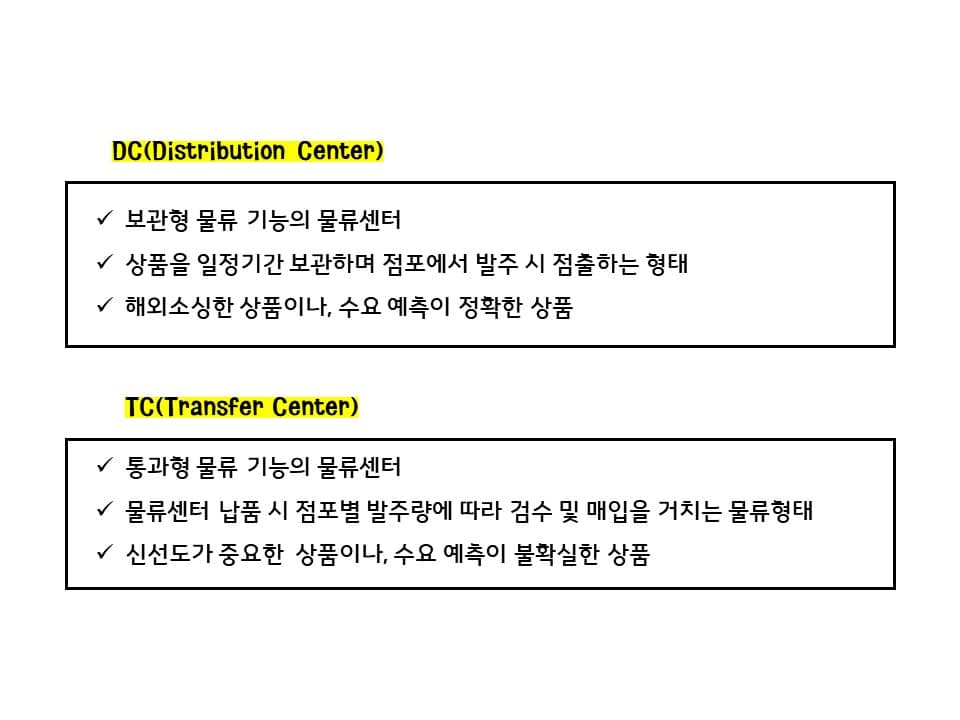 DC(Distribution Center)
✓ 보관형 물류 기능의 물류센터
✓ 상품을 일정기간 보관하며 점포에서 발주 시 점출하는 형태
✓ 해외소싱한 상품이나, 수요 예측이 정확한 상품
TC(Transfer Center)
✓ 통과형 물류 기능의 물류센터
✓ 물류센터 납품 시 점포별 발주량에 따라 검수 및 매입을 거치는 물류형태
✓ 신선도가 중요한 상품이나, 수요 예측이 불확실한 상품